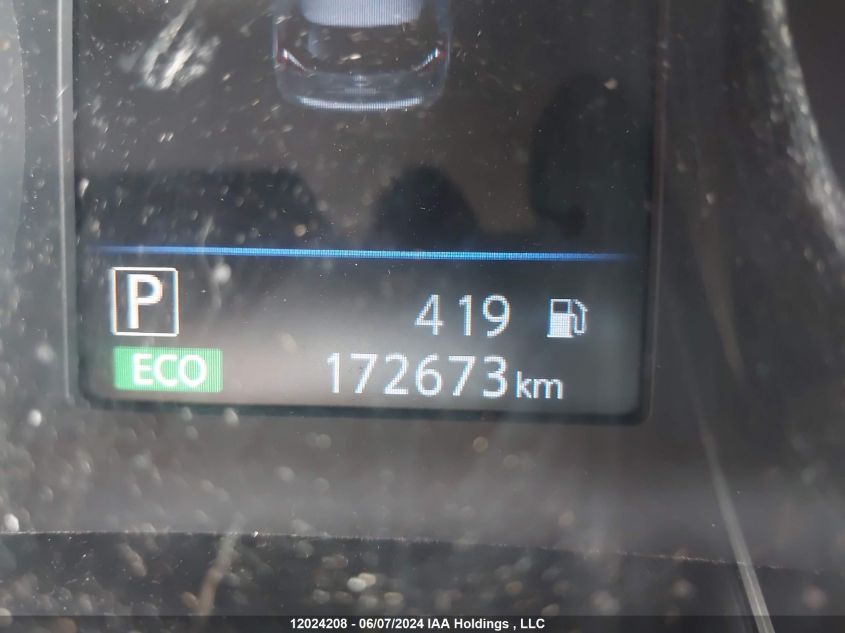 P 419
ECO 172673 km
12024208 - 06/07/2024 IAA Holdings , LLC